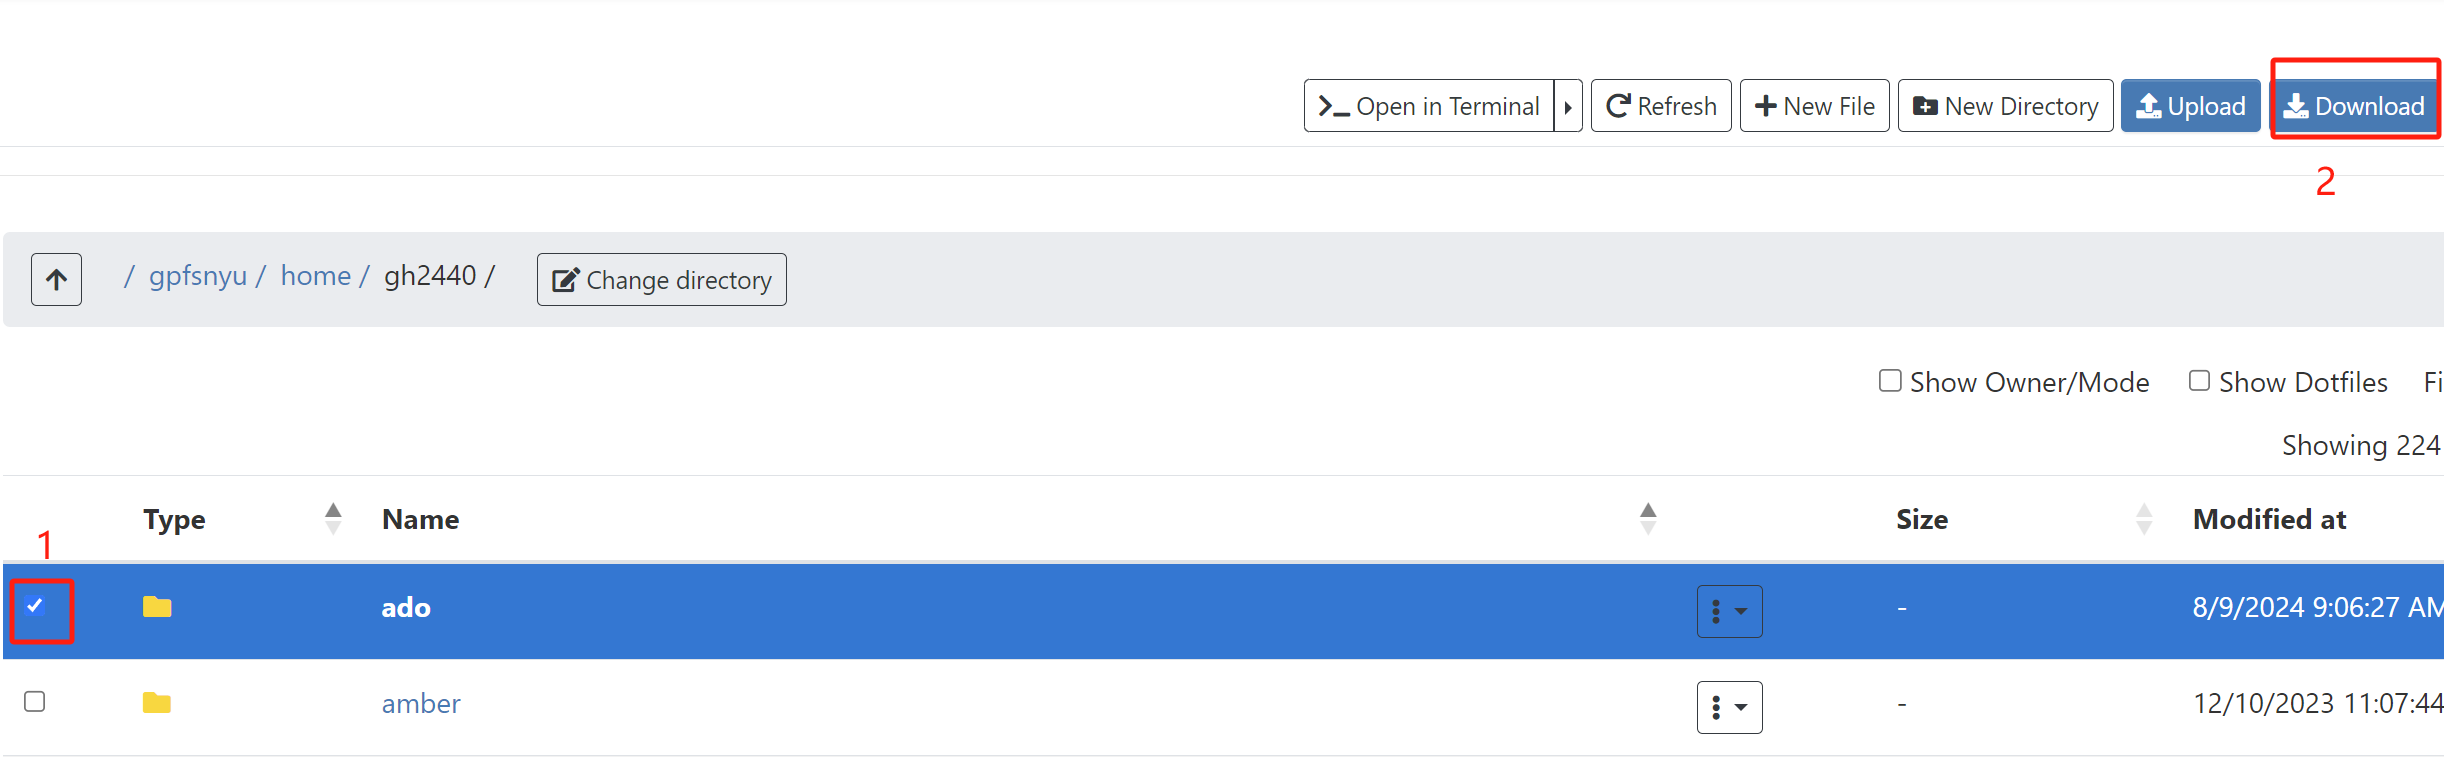 Open in Terminal Refresh New File New Directory Upload Download
2
/ gpfsnyu / home / gh2440 / Change directory
Show Owner/Mode Show Dotfiles Fi
Showing 224
Type Name Size Modified at
1
ado - 8/9/2024 9:06:27 AM
amber - 12/10/2023 11:07:44